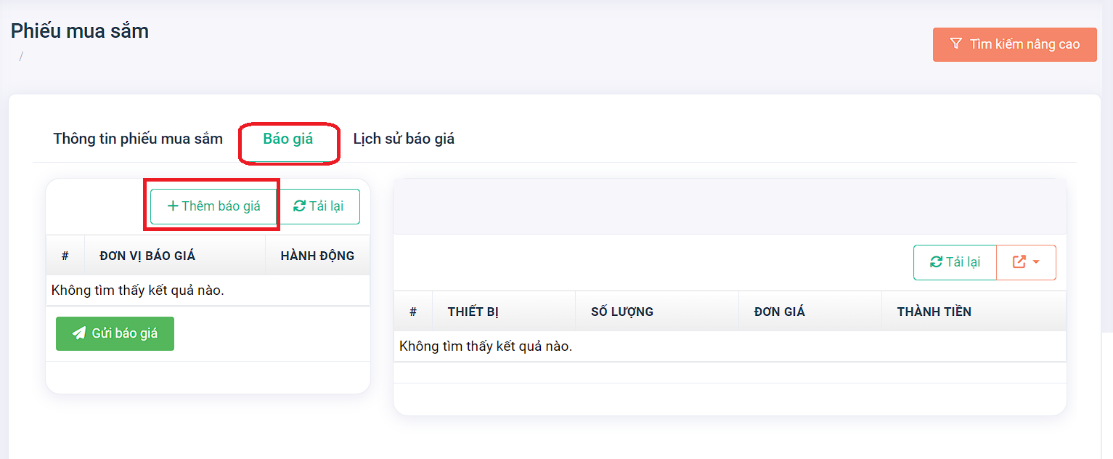 Phiếu mua sắm
/
Tìm kiếm nâng cao
Thông tin phiếu mua sắm
Báo giá
Lịch sử báo giá
+ Thêm báo giá
Tải lại
# ĐƠN VỊ BÁO GIÁ HÀNH ĐỘNG
Không tìm thấy kết quả nào.
Gửi báo giá
Tải lại
# THIẾT BỊ SỐ LƯỢNG ĐƠN GIÁ THÀNH TIỀN
Không tìm thấy kết quả nào.